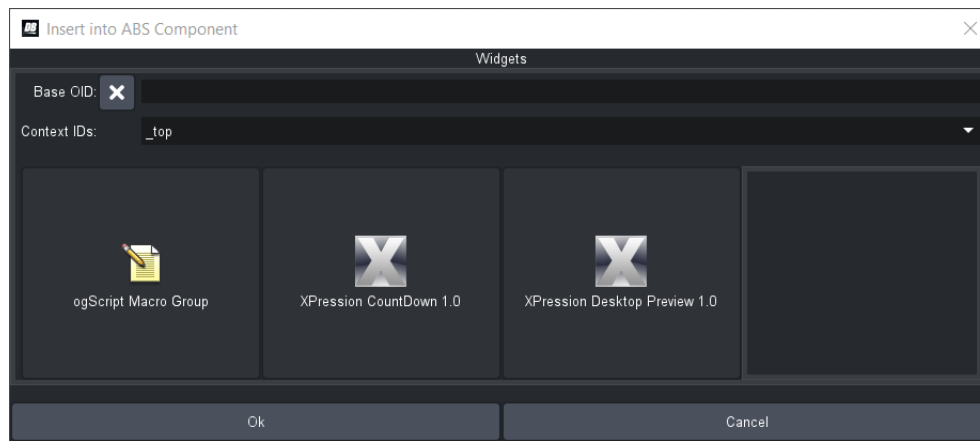 DB Insert into ABS Component
Widgets
Base OID:
Context IDs: _top
ogScript Macro Group
X
XPression CountDown 1.0
X
XPression Desktop Preview 1.0
Ok
Cancel